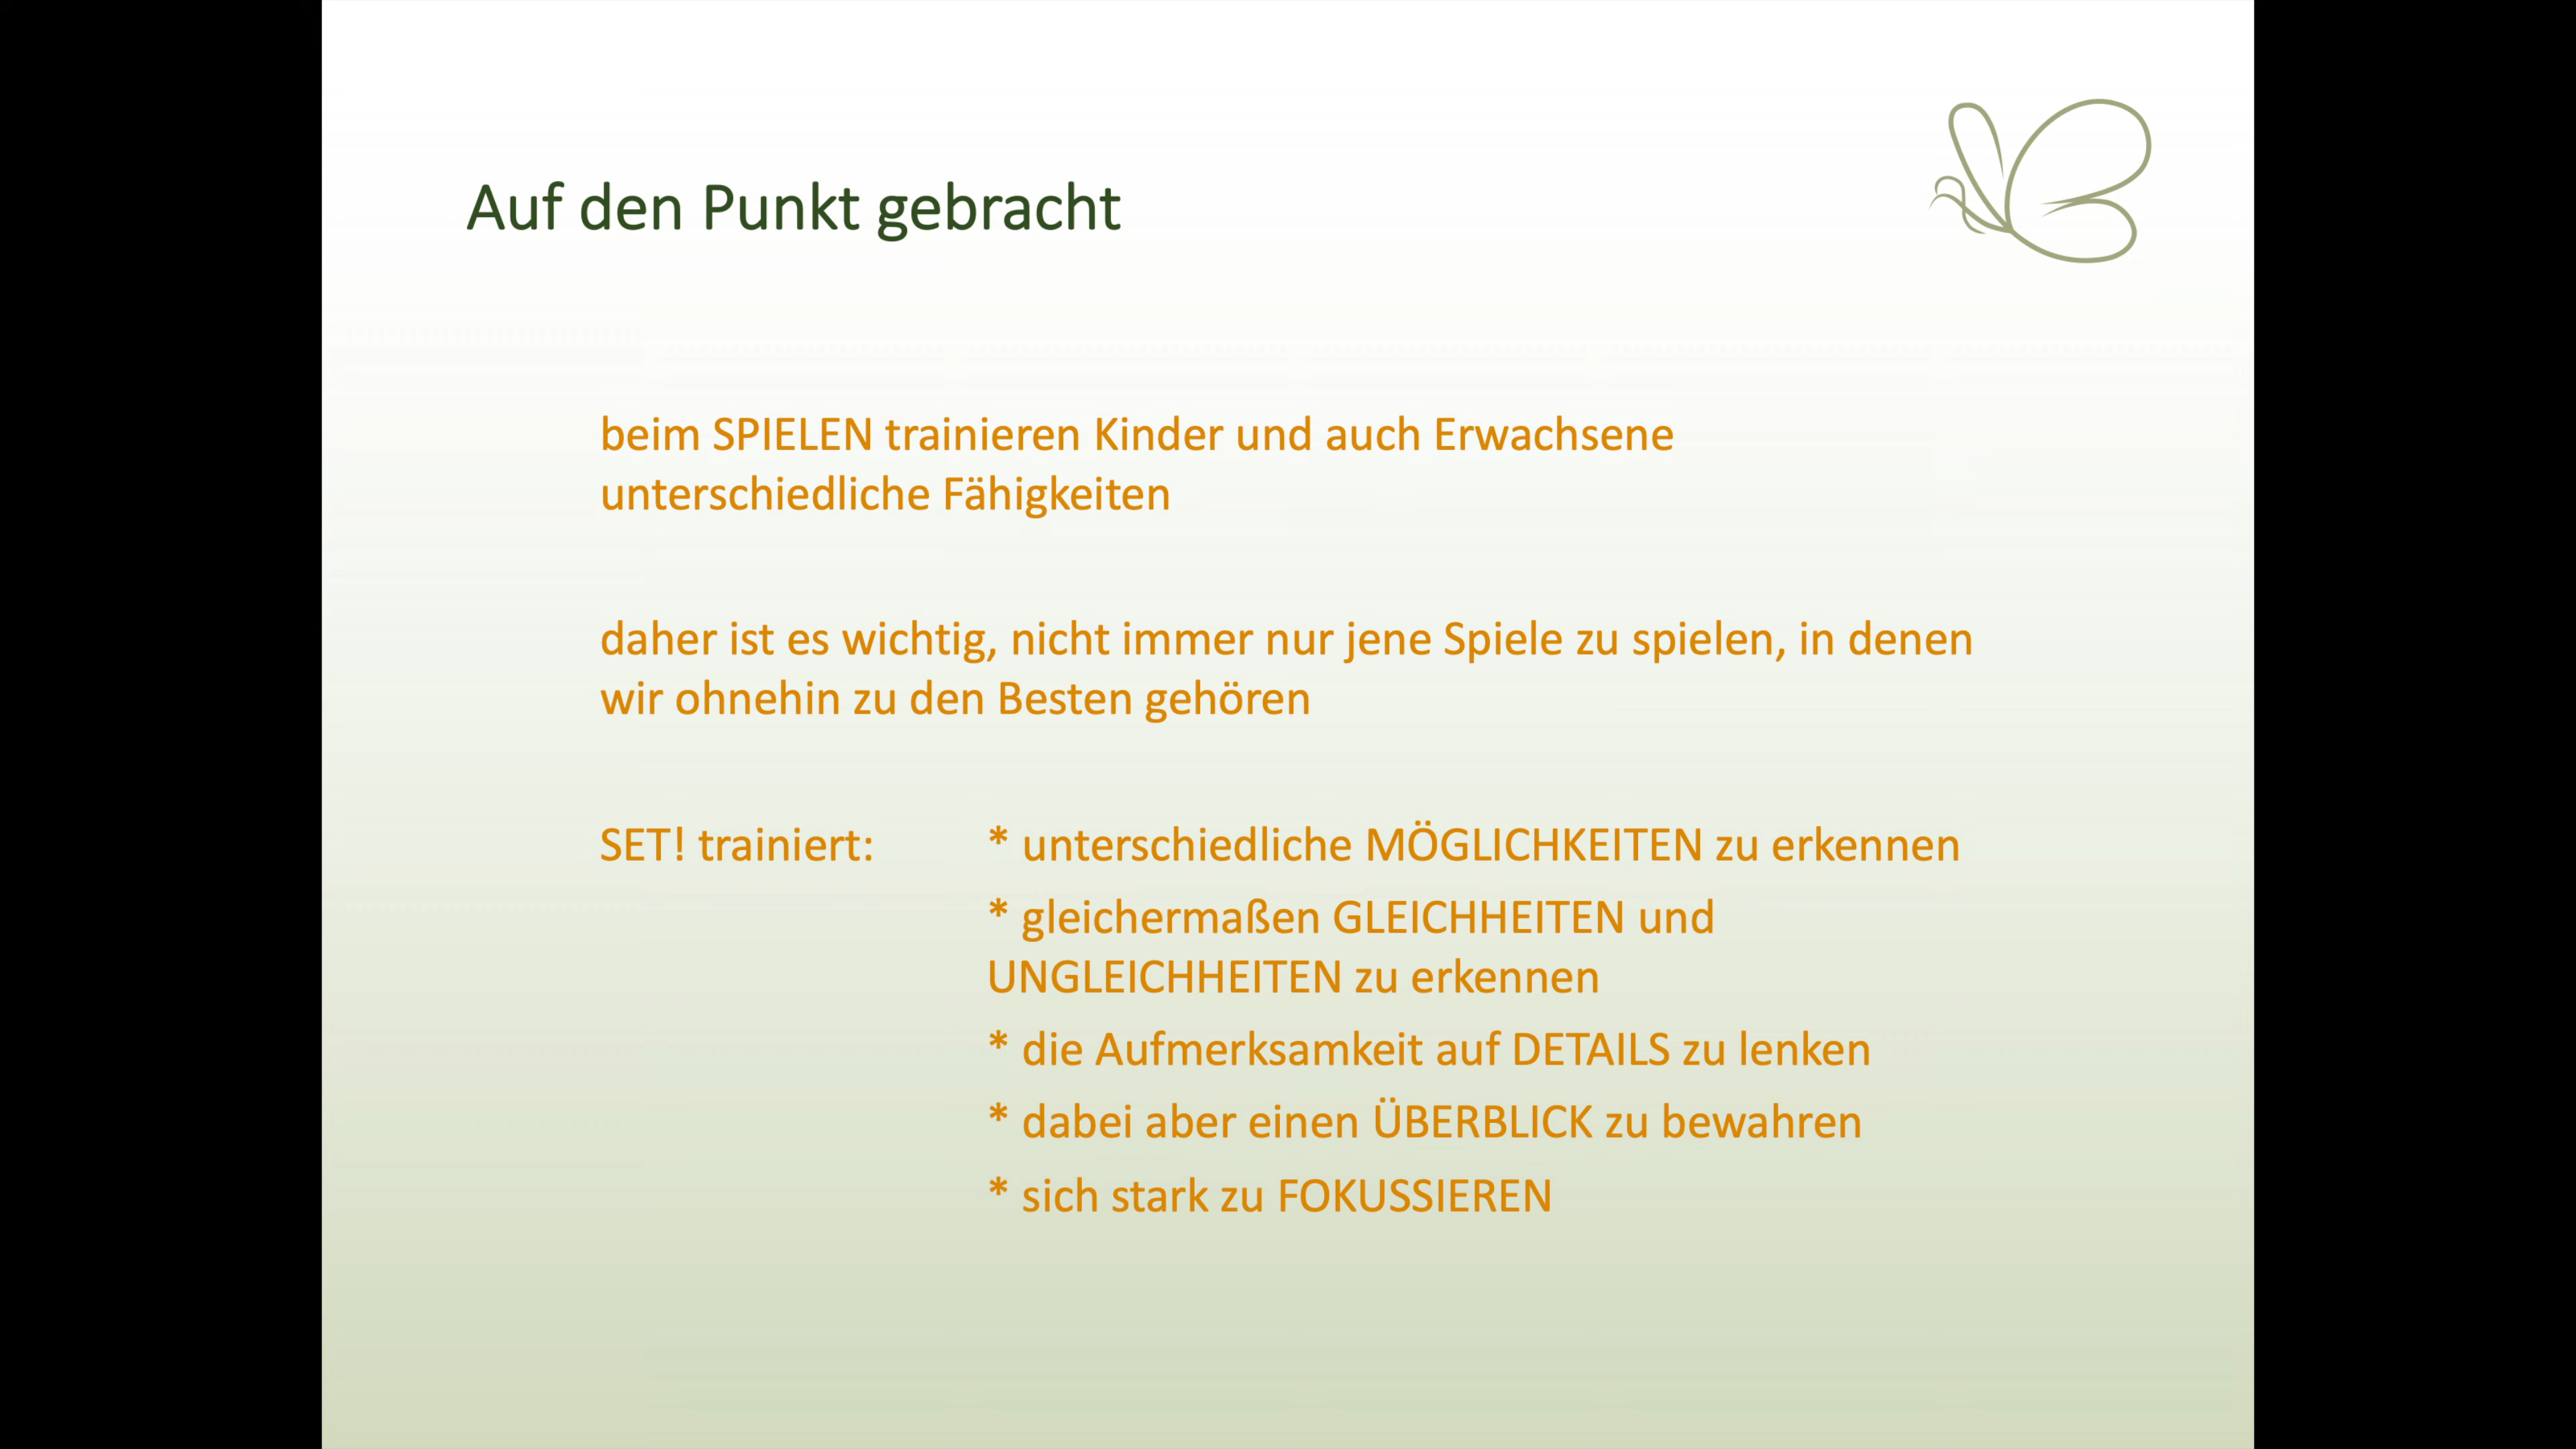 Auf den Punkt gebracht
beim SPIELEN trainieren Kinder und auch Erwachsene
unterschiedliche Fähigkeiten
daher ist es wichtig, nicht immer nur jene Spiele zu spielen, in denen
wir ohnehin zu den Besten gehören
SET! trainiert: * unterschiedliche MÖGLICHKEITEN zu erkennen
* gleichermaßen GLEICHHEITEN und
UNGLEICHHEITEN zu erkennen
* die Aufmerksamkeit auf DETAILS zu lenken
* dabei aber einen ÜBERBLICK zu bewahren
* sich stark zu FOKUSSIEREN